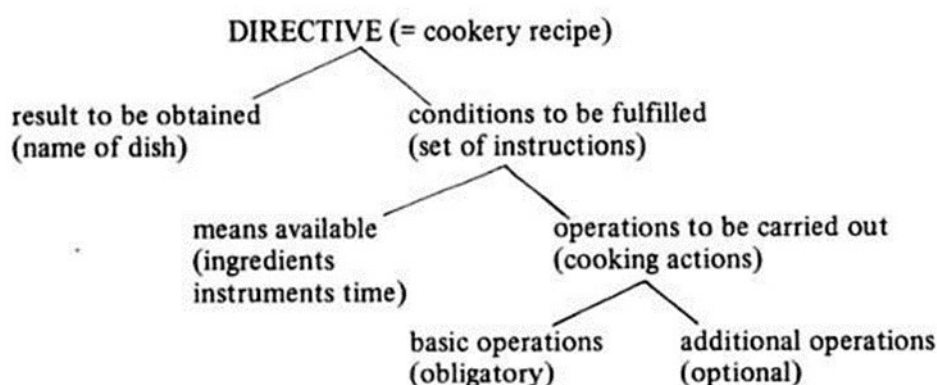 DIRECTIVE (= cookery recipe)
result to be obtained
(name of dish)
conditions to be fulfilled
(set of instructions)
means available
(ingredients
instruments time)
operations to be carried out
(cooking actions)
basic operations
(obligatory)
additional operations
(optional)